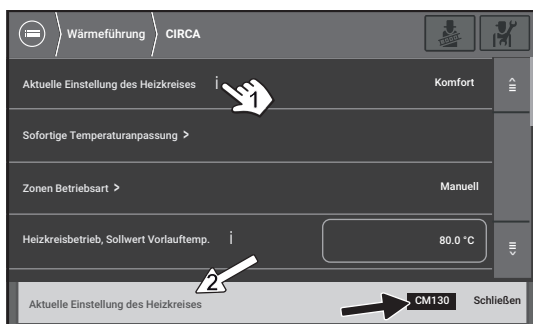 Wärmeführung CIRCA
Aktuelle Einstellung des Heizkreises i Komfort
1
Sofortige Temperaturanpassung >
Zonen Betriebsart > Manuell
Heizkreisbetrieb, Sollwert Vorlauftemp. i 80.0 °C
2
Aktuelle Einstellung des Heizkreises CM130 Schließen